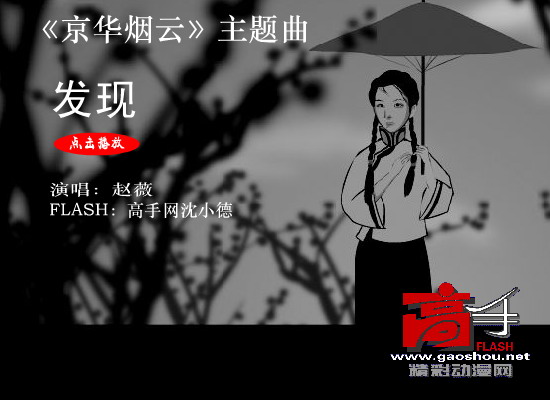 《京华烟云》主题曲
发现
点击播放
演唱：赵薇
FLASH：高手网沈小德
高手
FLASH
www.gaoshou.net
精彩动漫网